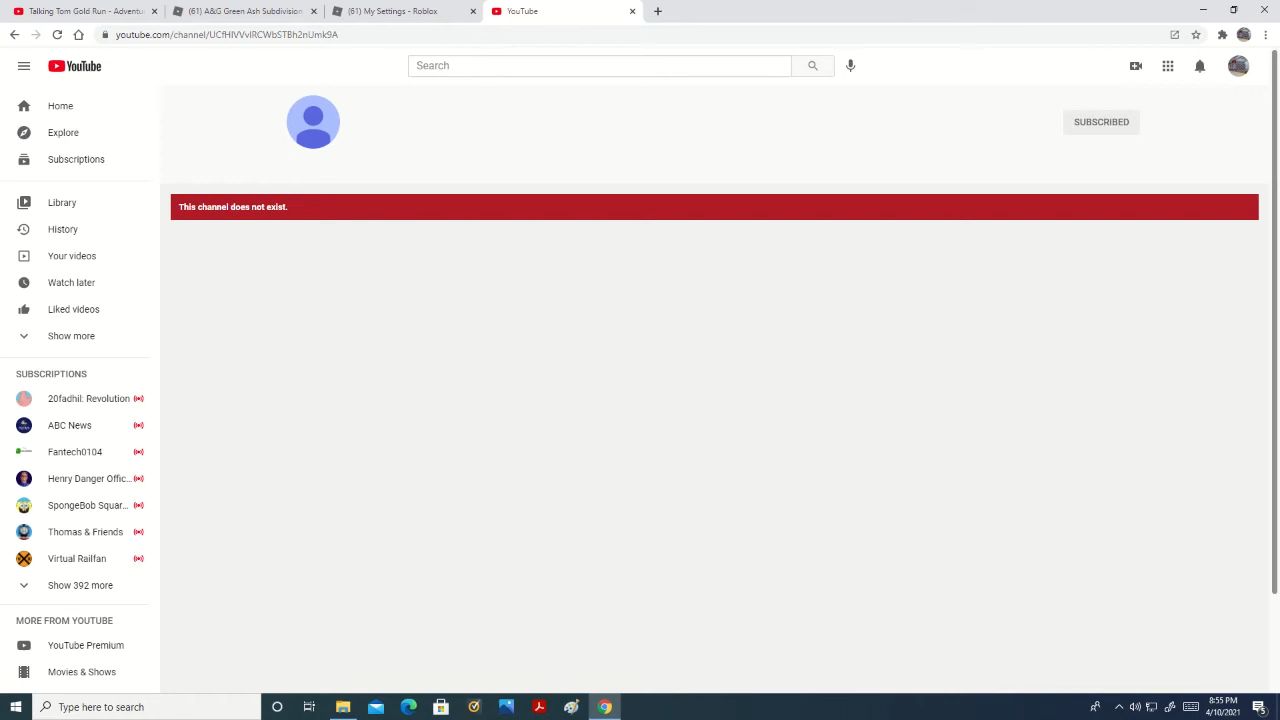 Talking Tom Gold Run - Adventu
(61) A&G Green Ash Subdivision
(61) My Settings - Roblox
YouTube
youtube.com/channel/UCfHIVVvlRCWbSTBh2nUmk9A
YouTube
Search
Home
Explore
Subscriptions
Library
History
Your videos
Watch later
Liked videos
Show more
SUBSCRIPTIONS
20fadhil: Revolution
ABC News
Fantech0104
Henry Danger Offic...
SpongeBob Squar...
Thomas & Friends
Virtual Railfan
Show 392 more
MORE FROM YOUTUBE
YouTube Premium
Movies & Shows
SUBSCRIBED
This channel does not exist.
Type here to search
8:55 PM
4/10/2021